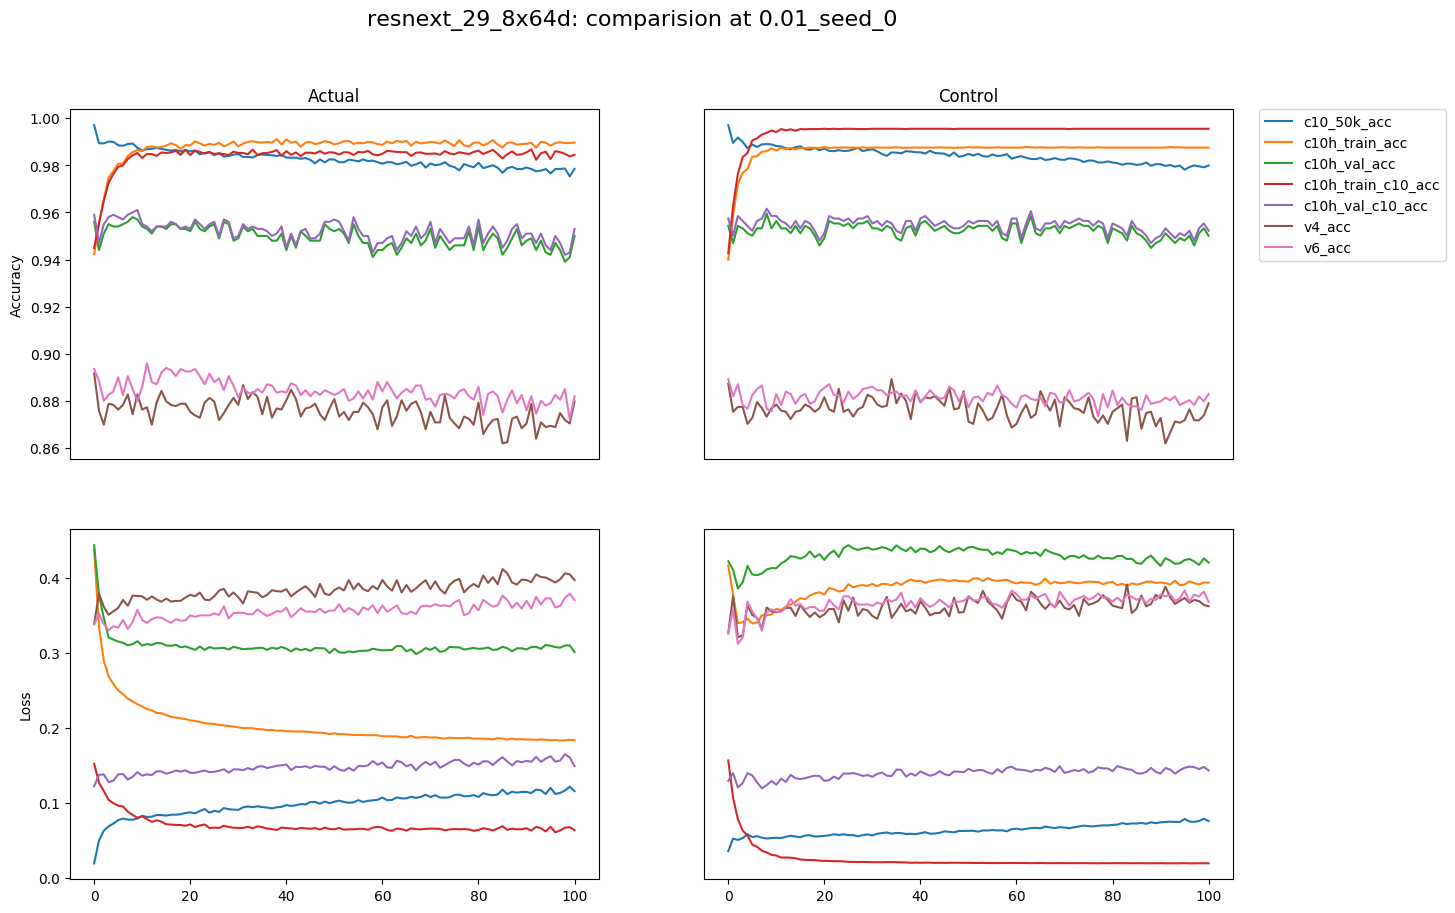 resnext_29_8x64d: comparision at 0.01_seed_0
Actual
Control
Accuracy
1.00
0.98
0.96
0.94
0.92
0.90
0.88
0.86
c10_50k_acc
c10h_train_acc
c10h_val_acc
c10h_train_c10_acc
c10h_val_c10_acc
v4_acc
v6_acc
Loss
0.4
0.3
0.2
0.1
0.0
0 20 40 60 80 100
0 20 40 60 80 100